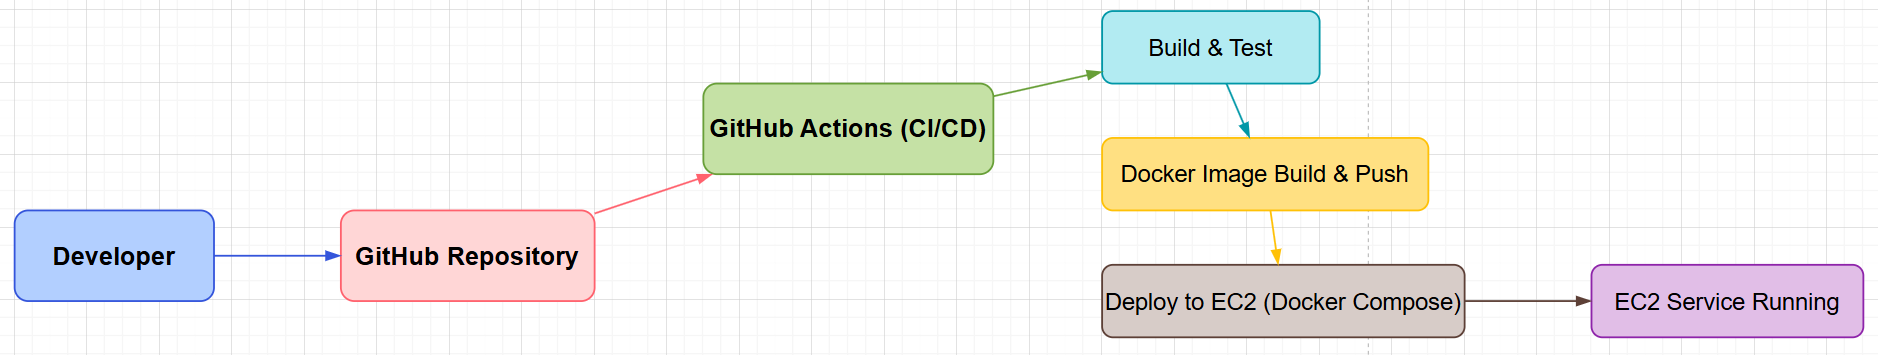 Developer
GitHub Repository
GitHub Actions (CI/CD)
Build & Test
Docker Image Build & Push
Deploy to EC2 (Docker Compose)
EC2 Service Running